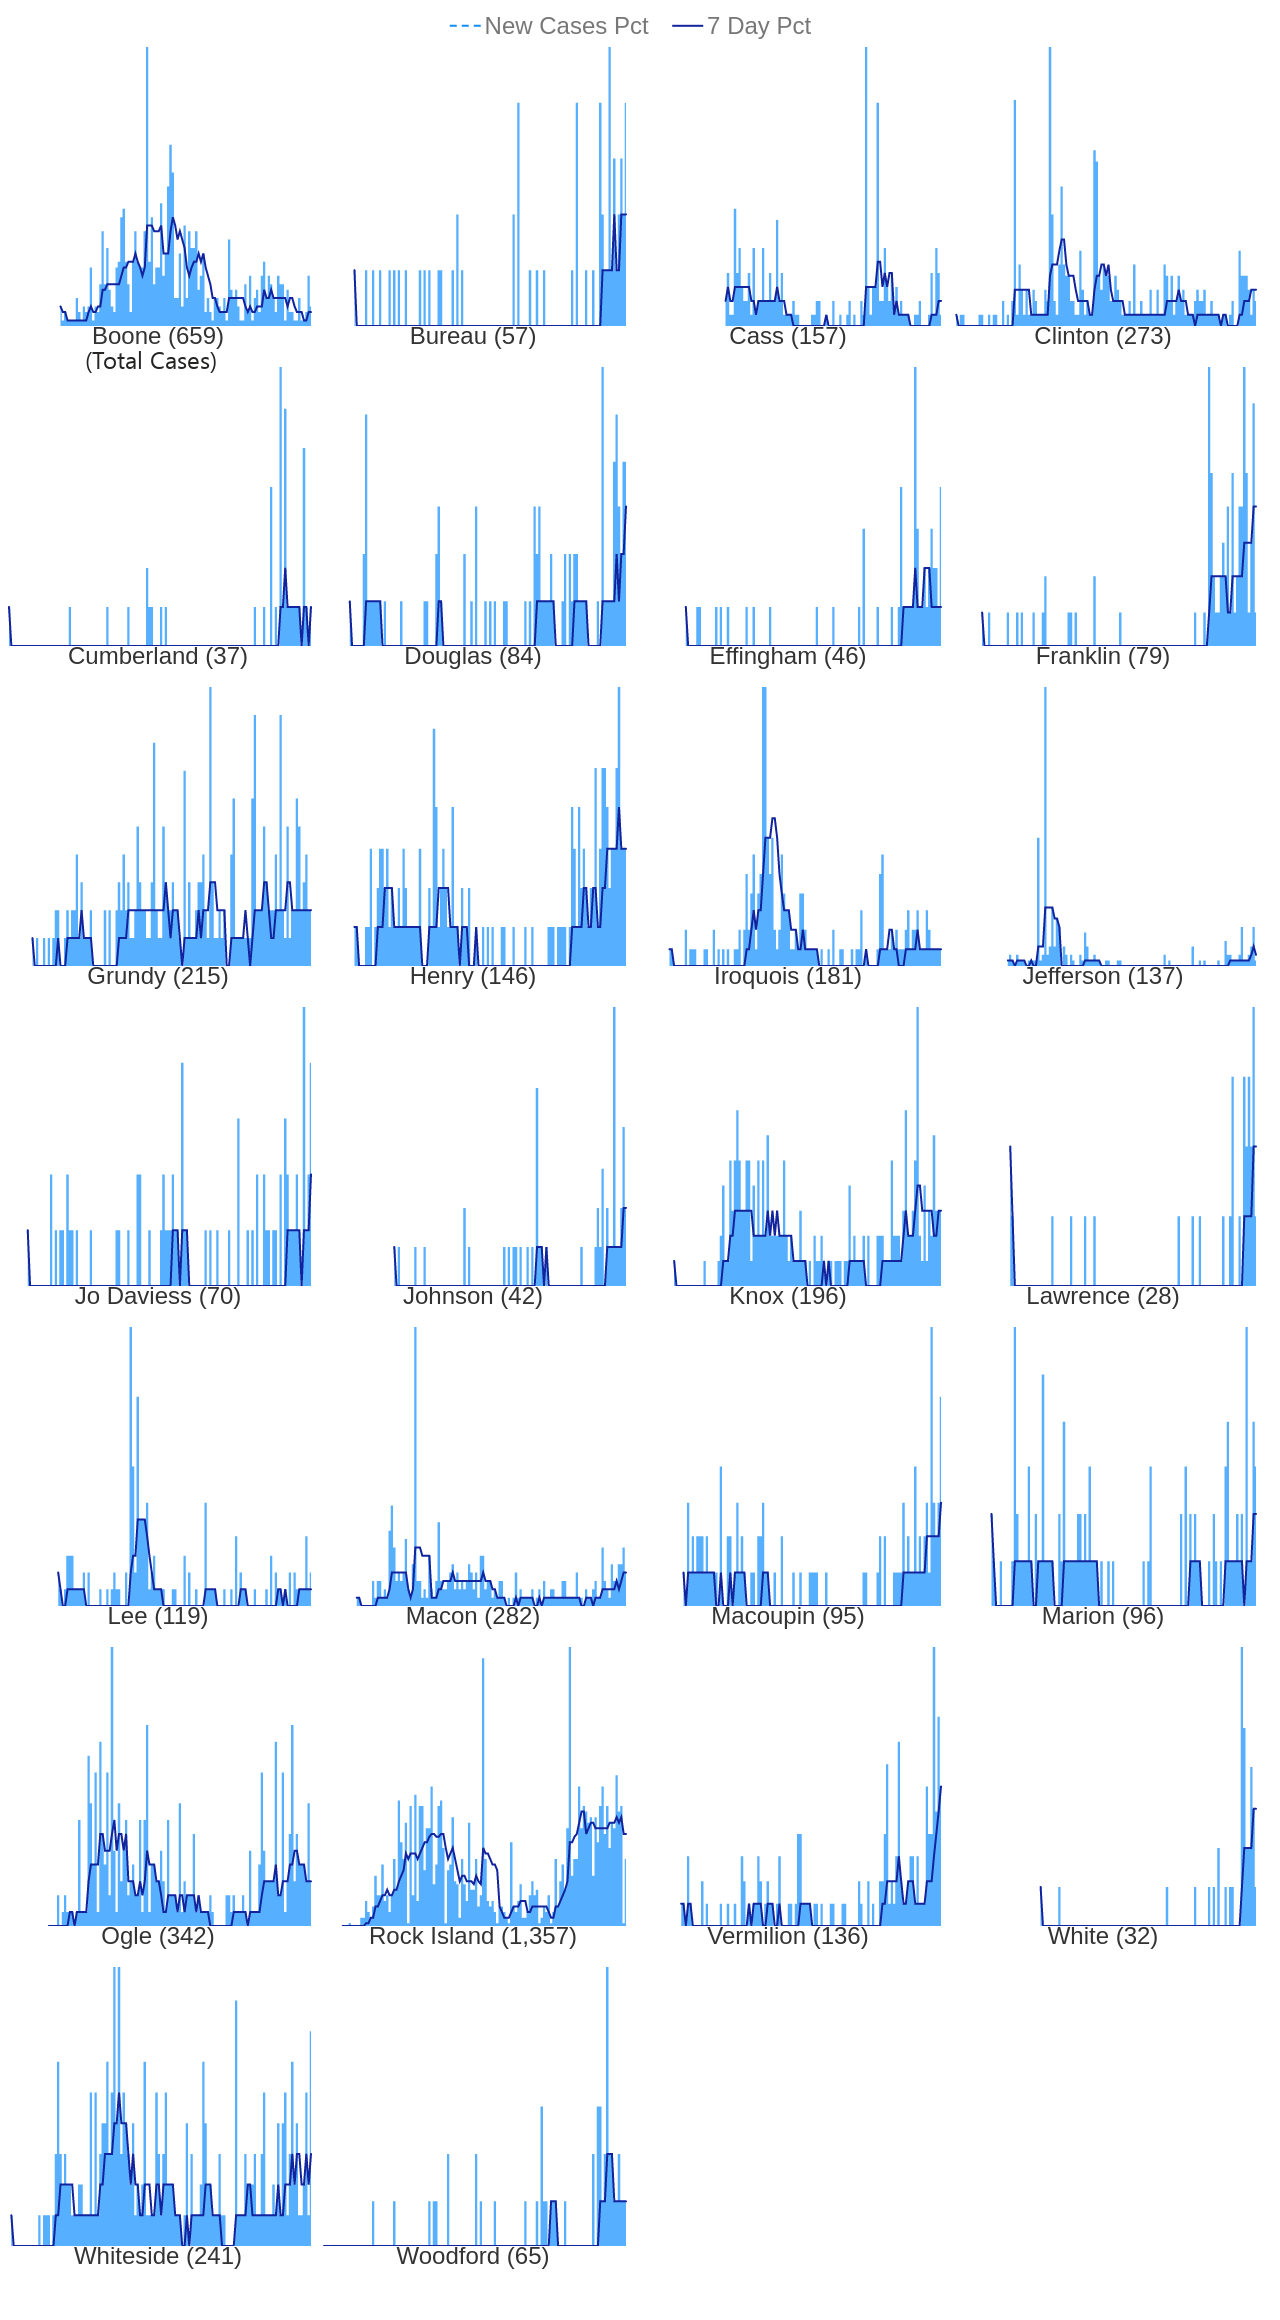 New Cases Pct 7 Day Pct
Boone (659) Bureau (57) Cass (157) Clinton (273)
(Total Cases)
Cumberland (37) Douglas (84) Effingham (46) Franklin (79)
Grundy (215) Henry (146) Iroquois (181) Jefferson (137)
Jo Daviess (70) Johnson (42) Knox (196) Lawrence (28)
Lee (119) Macon (282) Macoupin (95) Marion (96)
Ogle (342) Rock Island (1,357) Vermilion (136) White (32)
Whiteside (241) Woodford (65)